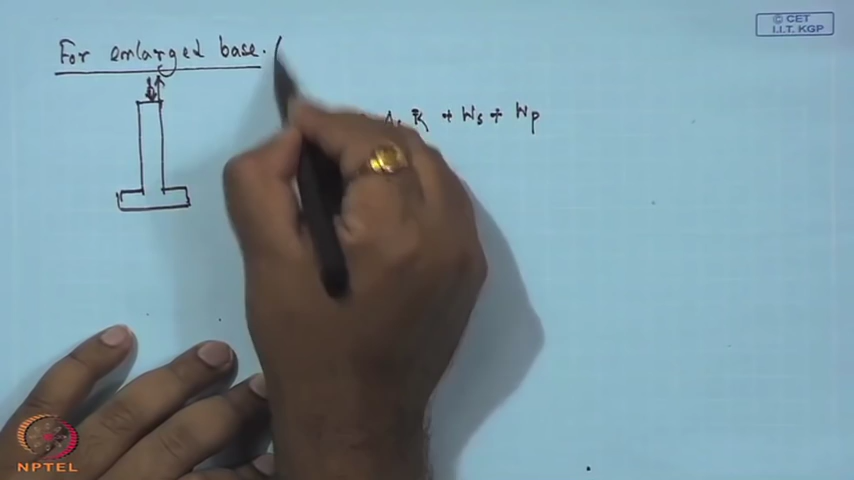 © CET
I.I.T. KGP
For enlarged base. (
+ Ws + Wp
NPTEL